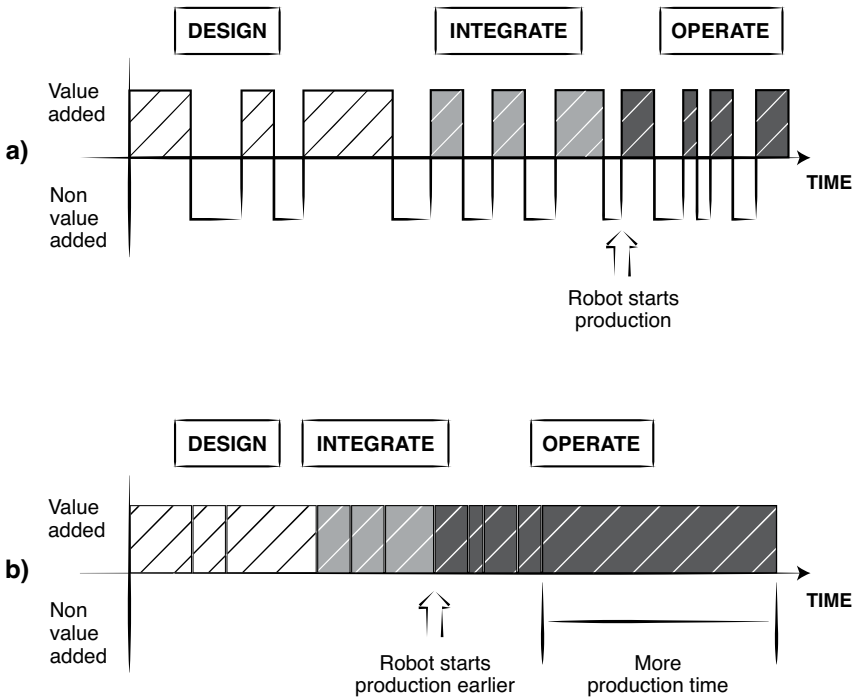 DESIGN INTEGRATE OPERATE
Value
added
a)
TIME
Non
value
added
Robot starts
production
DESIGN INTEGRATE OPERATE
Value
added
b)
TIME
Non
value
added
Robot starts
production earlier
More
production time